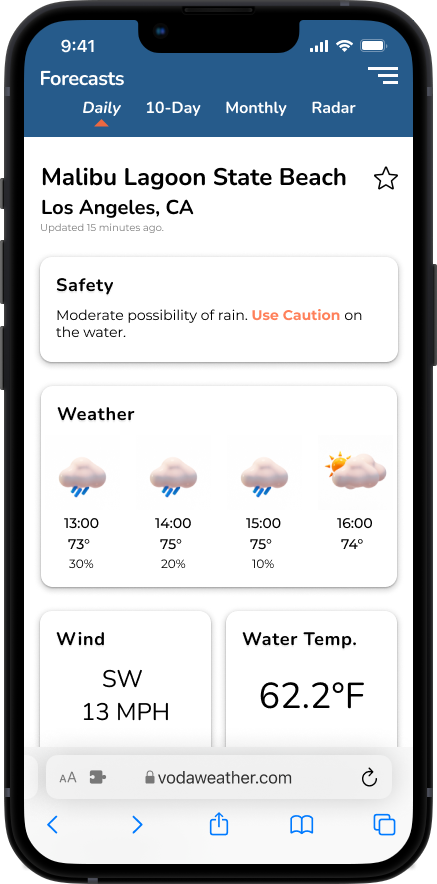 9:41
Forecasts
Daily 10-Day Monthly Radar
Malibu Lagoon State Beach
Los Angeles, CA
Updated 15 minutes ago.
Safety
Moderate possibility of rain. Use Caution on
the water.
Weather
13:00 14:00 15:00 16:00
73° 75° 75° 74°
30% 20% 10%
Wind Water Temp.
SW
13 MPH
62.2°F
AA vodaweather.com